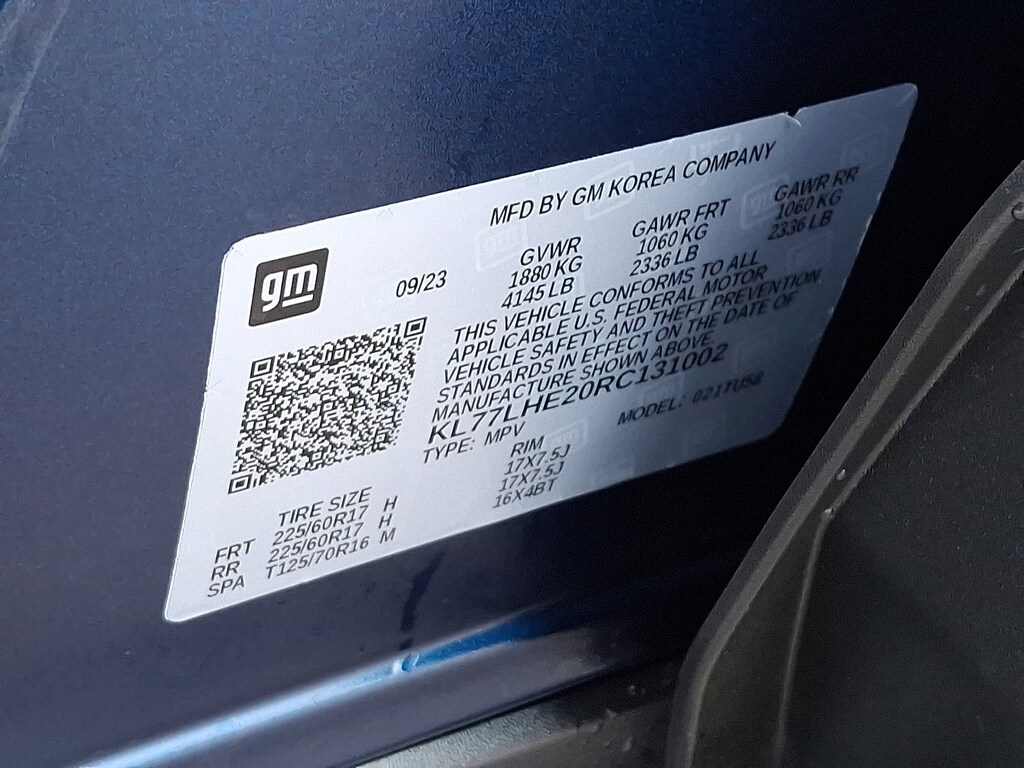 MFD BY GM KOREA COMPANY
gm
09/23
GVWR GAWR FRT GAWR RR
1880 KG 1060 KG 1060 KG
4145 LB 2336 LB 2336 LB
THIS VEHICLE CONFORMS TO ALL
APPLICABLE U.S. FEDERAL MOTOR
VEHICLE SAFETY AND THEFT PREVENTION
STANDARDS IN EFFECT ON THE DATE OF
MANUFACTURE SHOWN ABOVE.
KL77LHE20RC131002
TYPE: MPV MODEL: 021TU58
TIRE SIZE RIM
FRT 225/60R17 H 17X7.5J
RR 225/60R17 H 17X7.5J
SPA T125/70R16 M 16X4BT